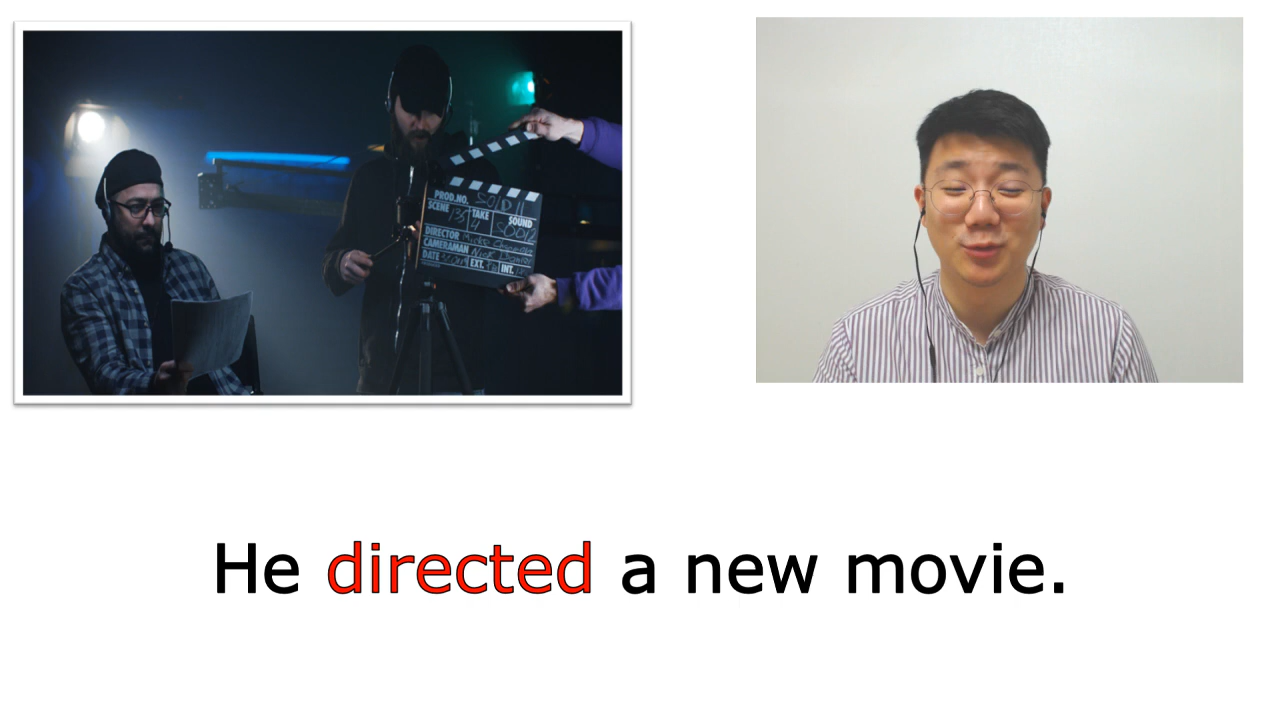 PROD.NO.
SCENE TAKE SOUND
DIRECTOR
CAMERAMAN
DATE EXT. INT.
He directed a new movie.